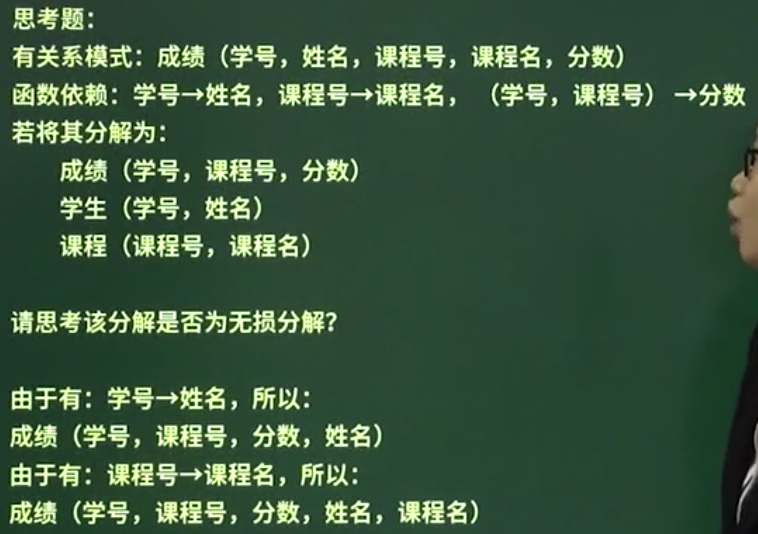 思考题：
有关系模式：成绩（学号，姓名，课程号，课程名，分数）
函数依赖：学号→姓名，课程号→课程名，（学号，课程号）→分数
若将其分解为：
成绩（学号，课程号，分数）
学生（学号，姓名）
课程（课程号，课程名）
请思考该分解是否为无损分解？
由于有：学号→姓名，所以：
成绩（学号，课程号，分数，姓名）
由于有：课程号→课程名，所以：
成绩（学号，课程号，分数，姓名，课程名）